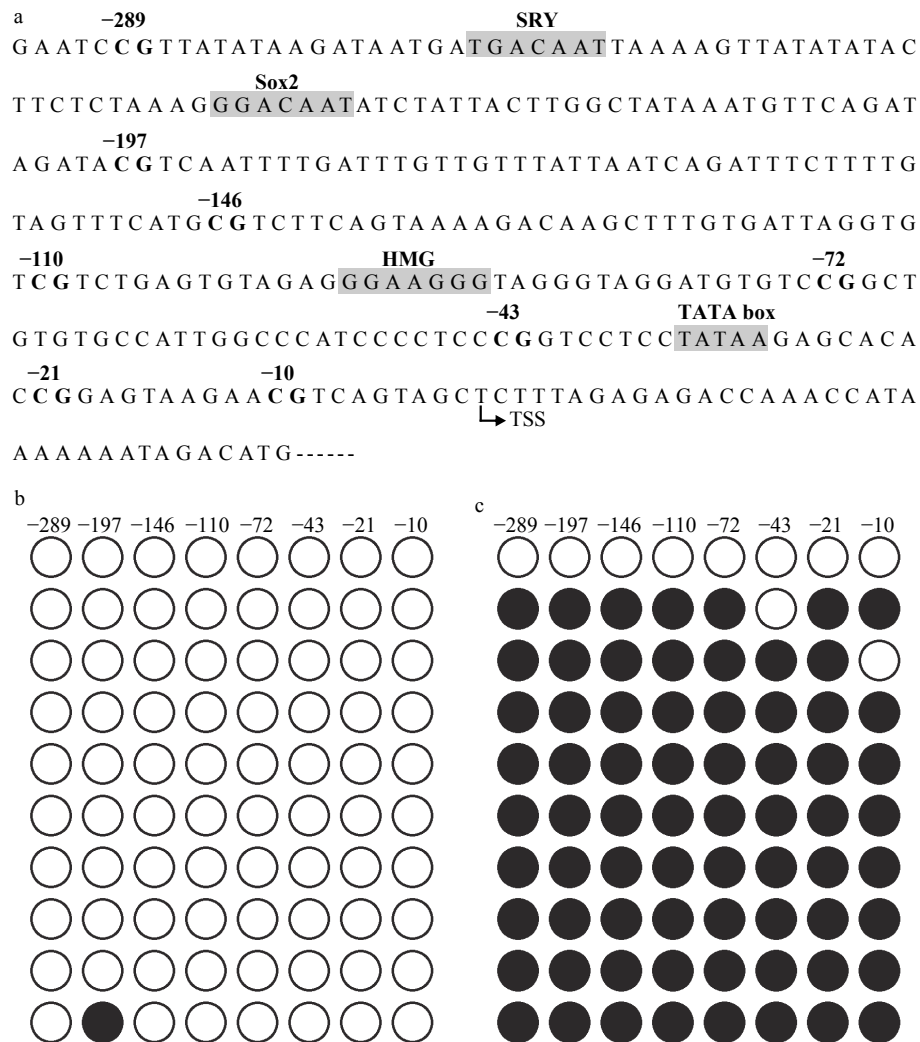 a
−289 SRY
G A A T C C G T T A T A T A A G A T A A T G A T G A C A A T T A A A A G T T A T A T A T A C
Sox2
T T C T C T A A A G G G A C A A T A T C T A T T A C T T G G C T A T A A A T G T T C A G A T
−197
A G A T A C G T C A A T T T T G A T T T G T T G T T T A T T A A T C A G A T T T C T T T T G
−146
T A G T T T C A T G C G T C T T C A G T A A A A G A C A A G C T T T G T G A T T A G G T G
−110 HMG −72
T C G T C T G A G T G T A G A G G G A A G G G T A G G G T A G G A T G T G T C C G G C T
−43 TATA box
G T G T G C C A T T G G C C C A T C C C C T C C C G G T C C T C C T A T A A G A G C A C A
−21 −10
C C G G A G T A A G A A C G T C A G T A G C T C T T T A G A G A G A C C A A A C C A T A
TSS
A A A A A A T A G A C A T G ------
b
−289 −197 −146 −110 −72 −43 −21 −10
c
−289 −197 −146 −110 −72 −43 −21 −10